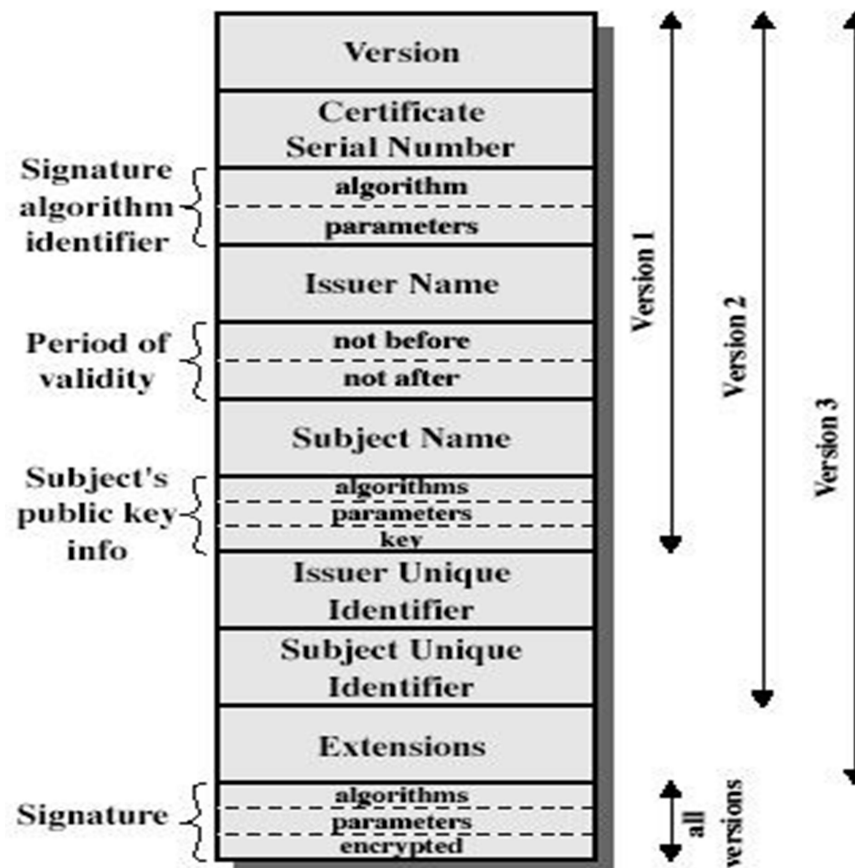 Version
Certificate
Serial Number
Signature
algorithm
identifier
algorithm
parameters
Issuer Name
Period of
validity
not before
not after
Subject Name
Subject's
public key
info
algorithms
parameters
key
Issuer Unique
Identifier
Subject Unique
Identifier
Extensions
Signature
algorithms
parameters
encrypted
Version 1
Version 2
Version 3
all
versions